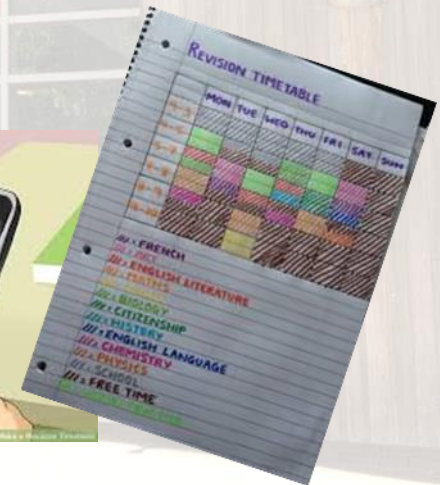 REVISION TIMETABLE
MON TUE WED THU FRI SAT SUN
/// = FRENCH
/// = ART
/// = ENGLISH LITERATURE
/// = MATHS
/// = BIOLOGY
/// = CITIZENSHIP
/// = HISTORY
/// = ENGLISH LANGUAGE
/// = CHEMISTRY
/// = PHYSICS
/// = SCHOOL
/// = FREE TIME